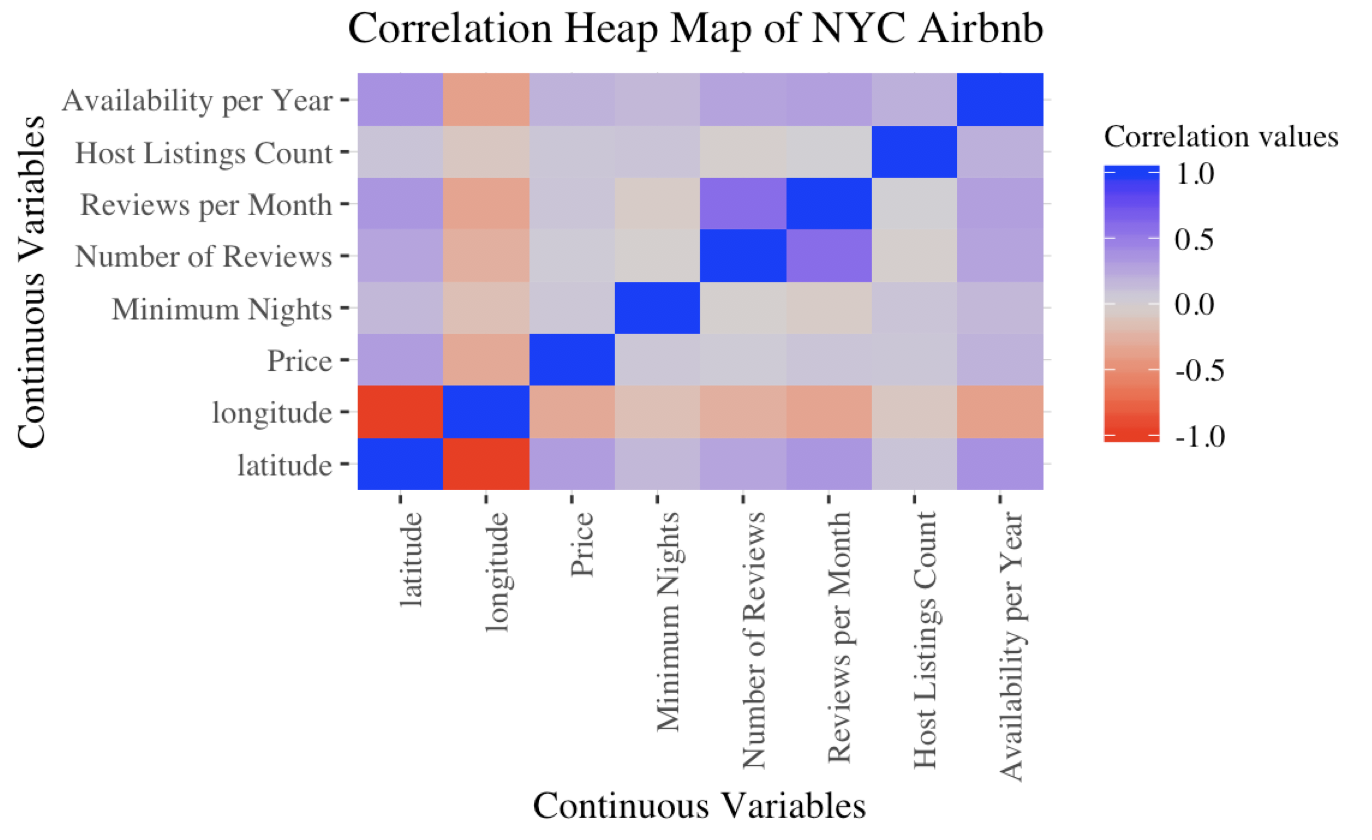 Correlation Heap Map of NYC Airbnb
Continuous Variables
Availability per Year
Host Listings Count
Reviews per Month
Number of Reviews
Minimum Nights
Price
longitude
latitude
latitude
longitude
Price
Minimum Nights
Number of Reviews
Reviews per Month
Host Listings Count
Availability per Year
Continuous Variables
Correlation values
1.0
0.5
0.0
-0.5
-1.0